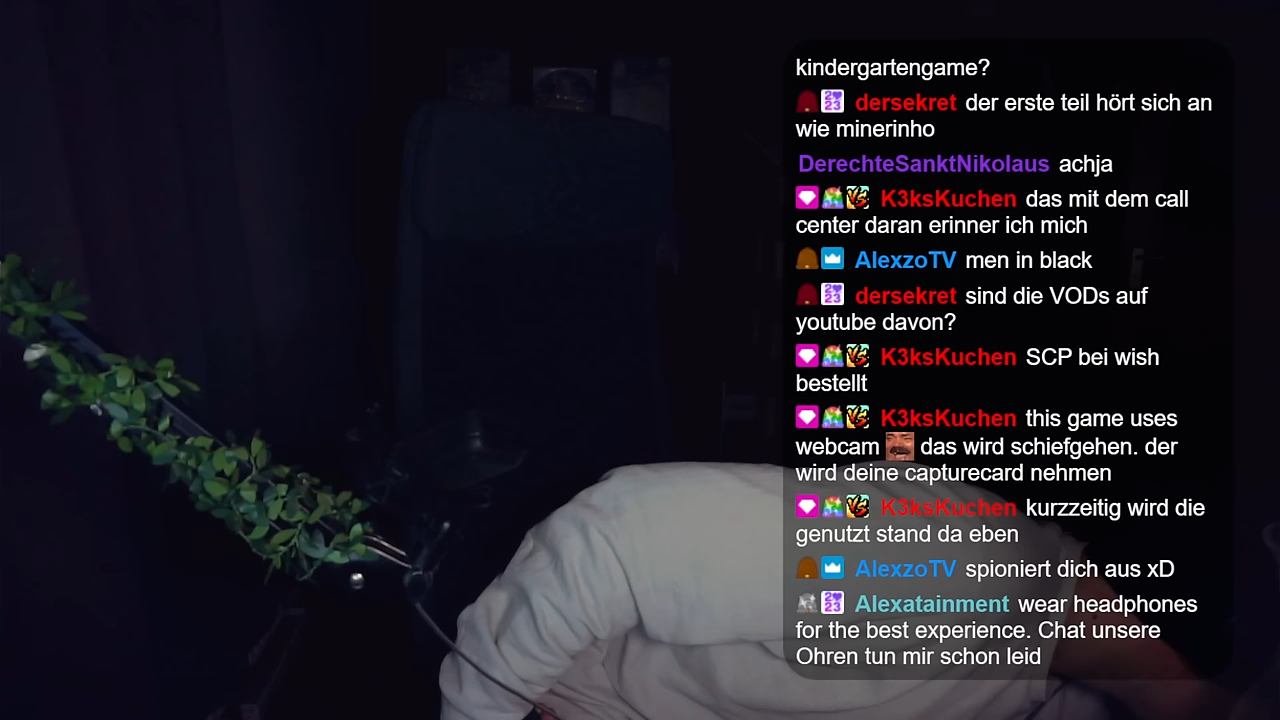 kindergartengame?
dersekret der erste teil hört sich an
wie minerinho
DerechteSanktNikolaus achja
K3ksKuchen das mit dem call
center daran erinner ich mich
AlexzoTV men in black
dersekret sind die VODs auf
youtube davon?
K3ksKuchen SCP bei wish
bestellt
K3ksKuchen this game uses
webcam das wird schiefgehen. der
wird deine capturecard nehmen
K3ksKuchen kurzzeitig wird die
genutzt stand da eben
AlexzoTV spioniert dich aus xD
Alexatainment wear headphones
for the best experience. Chat unsere
Ohren tun mir schon leid